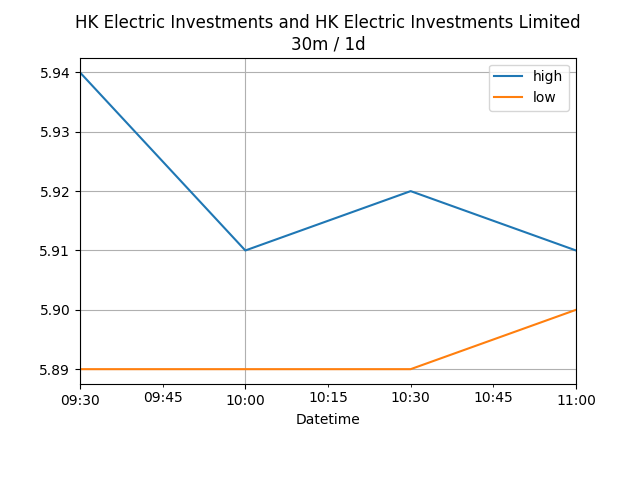 HK Electric Investments and HK Electric Investments Limited
30m / 1d
high
low
5.94
5.93
5.92
5.91
5.90
5.89
09:30 09:45 10:00 10:15 10:30 10:45 11:00
Datetime